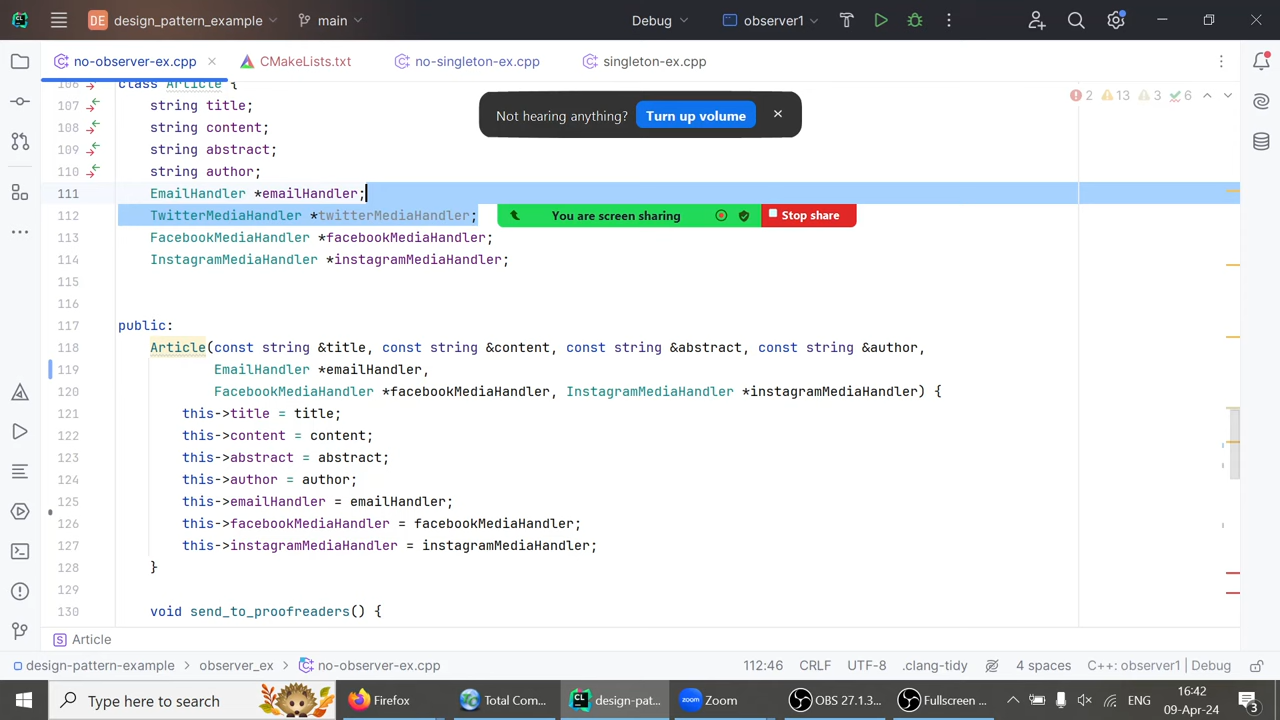 DE design_pattern_example main Debug observer1
no-observer-ex.cpp CMakeLists.txt no-singleton-ex.cpp singleton-ex.cpp
106 class Article {
2 13 3 6
107 string title;
Not hearing anything? Turn up volume
108 string content;
109 string abstract;
110 string author;
111 EmailHandler *emailHandler;
112 TwitterMediaHandler *twitterMediaHandler;
You are screen sharing Stop share
113 FacebookMediaHandler *facebookMediaHandler;
114 InstagramMediaHandler *instagramMediaHandler;
115
116
117 public:
118 Article(const string &title, const string &content, const string &abstract, const string &author,
119 EmailHandler *emailHandler,
120 FacebookMediaHandler *facebookMediaHandler, InstagramMediaHandler *instagramMediaHandler) {
121 this->title = title;
122 this->content = content;
123 this->abstract = abstract;
124 this->author = author;
125 this->emailHandler = emailHandler;
126 this->facebookMediaHandler = facebookMediaHandler;
127 this->instagramMediaHandler = instagramMediaHandler;
128 }
129
130 void send_to_proofreaders() {
S Article
design-pattern-example > observer_ex > no-observer-ex.cpp 112:46 CRLF UTF-8 .clang-tidy 4 spaces C++: observer1 | Debug
Type here to search Firefox Total Com... design-pat... zoom Zoom OBS 27.1.3... Fullscreen ... ENG 16:42
09-Apr-24 3